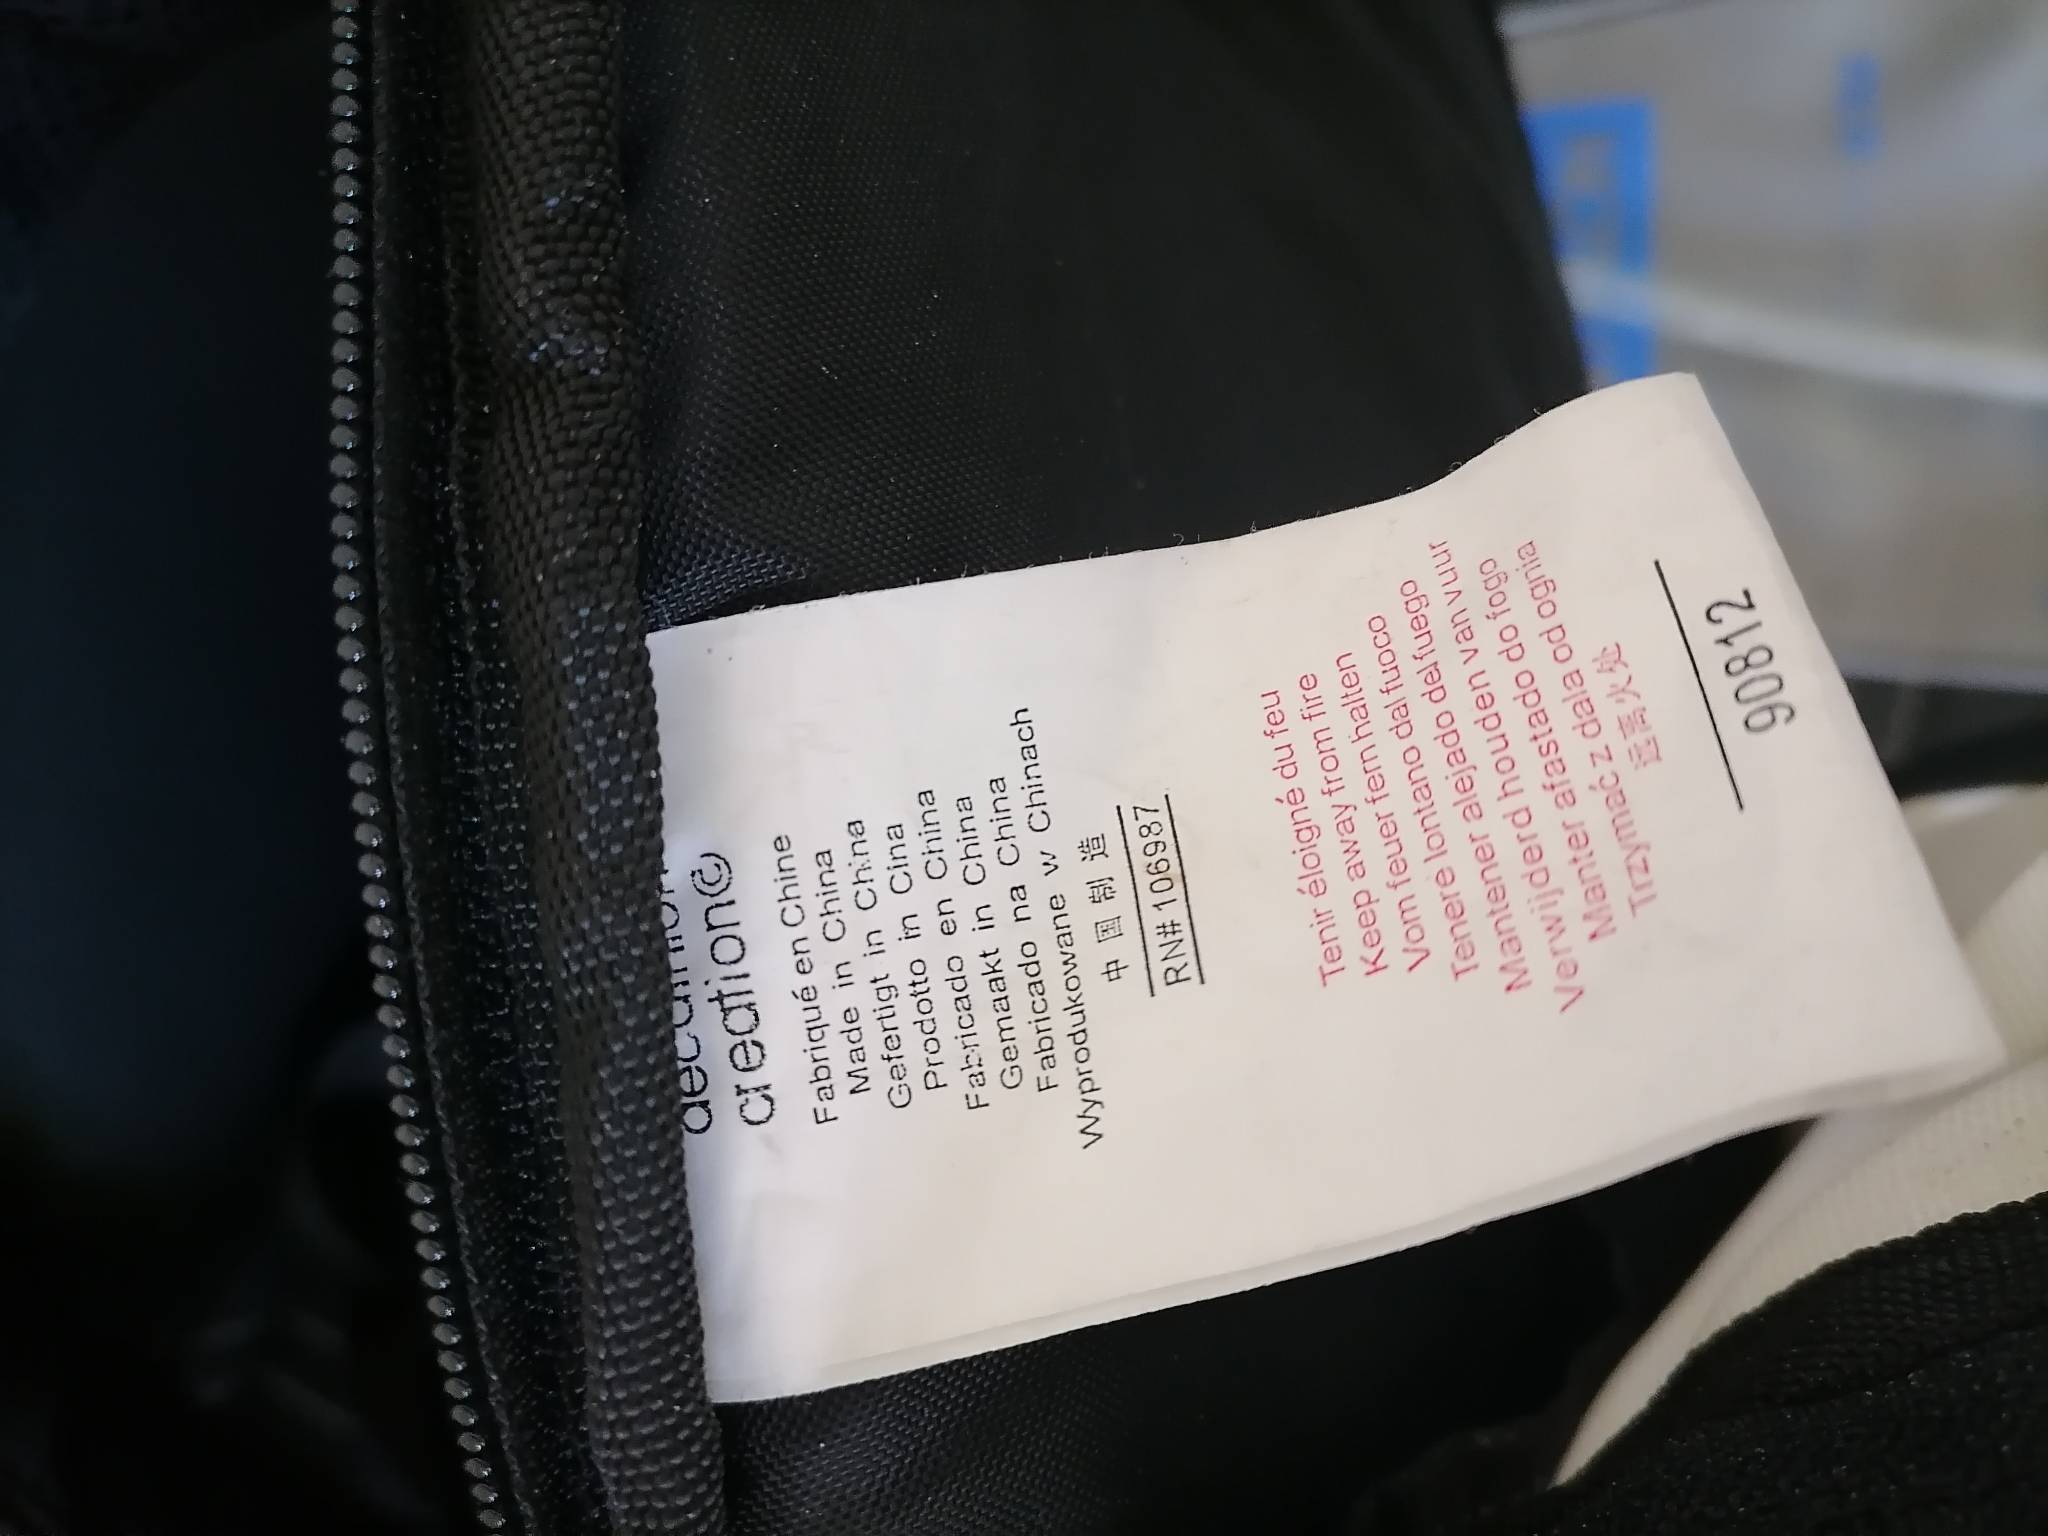 decathlon
creation©
Fabriqué en Chine
Made in China
Gefertigt in China
Prodotto in Cina
Fabricado en China
Gemaakt in China
Fabricado na China
Wyprodukowane w Chinach
中国制造
RN# 106987
Tenir éloigné du feu
Keep away from fire
Vom feuer fern halten
Tenere lontano dal fuoco
Mantener alejado del fuego
Verwijderd houden van vuur
Manter afastado do fogo
Trzymać z dala od ognia
远离火处
90812